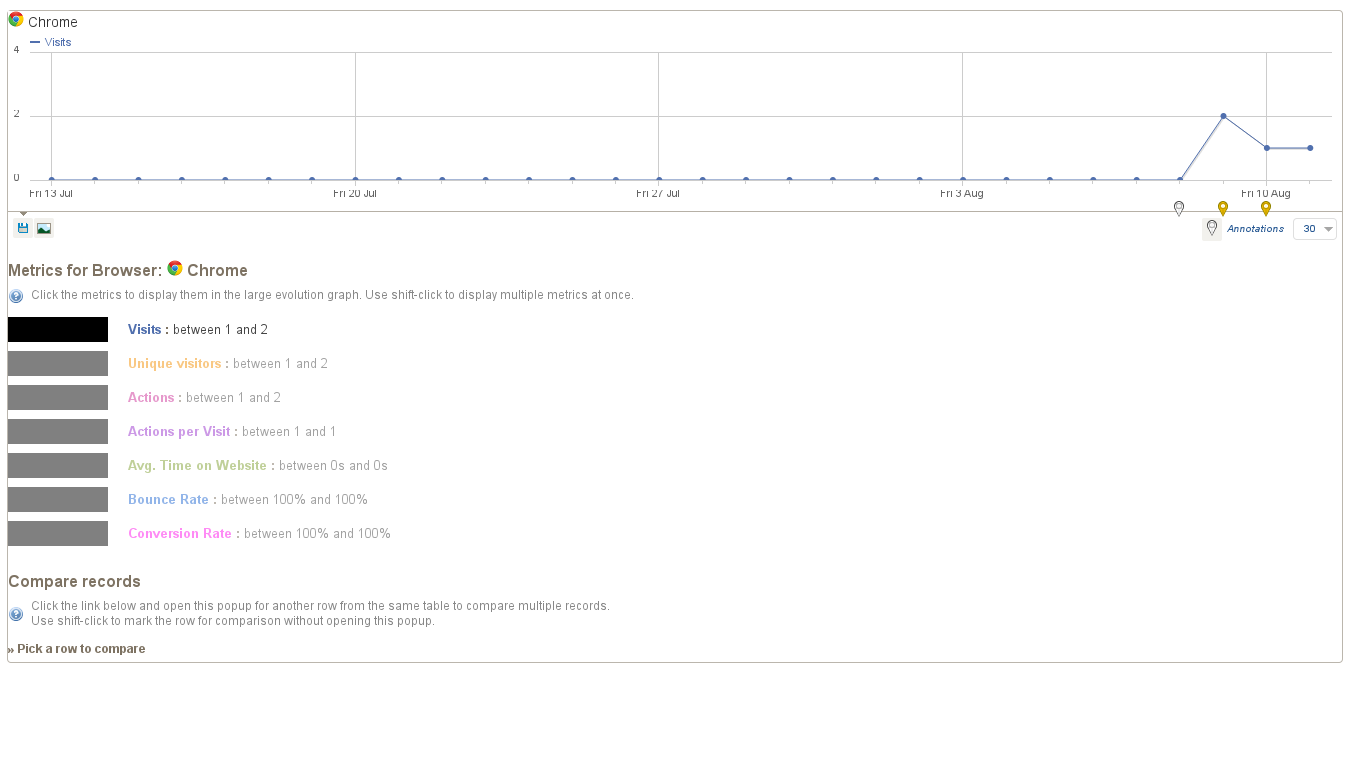 Chrome
Visits
4
2
0
Fri 13 Jul
Fri 20 Jul
Fri 27 Jul
Fri 3 Aug
Fri 10 Aug
Annotations
30
Metrics for Browser: Chrome
Click the metrics to display them in the large evolution graph. Use shift-click to display multiple metrics at once.
Visits : between 1 and 2
Unique visitors : between 1 and 2
Actions : between 1 and 2
Actions per Visit : between 1 and 1
Avg. Time on Website : between 0s and 0s
Bounce Rate : between 100% and 100%
Conversion Rate : between 100% and 100%
Compare records
Click the link below and open this popup for another row from the same table to compare multiple records.
Use shift-click to mark the row for comparison without opening this popup.
» Pick a row to compare